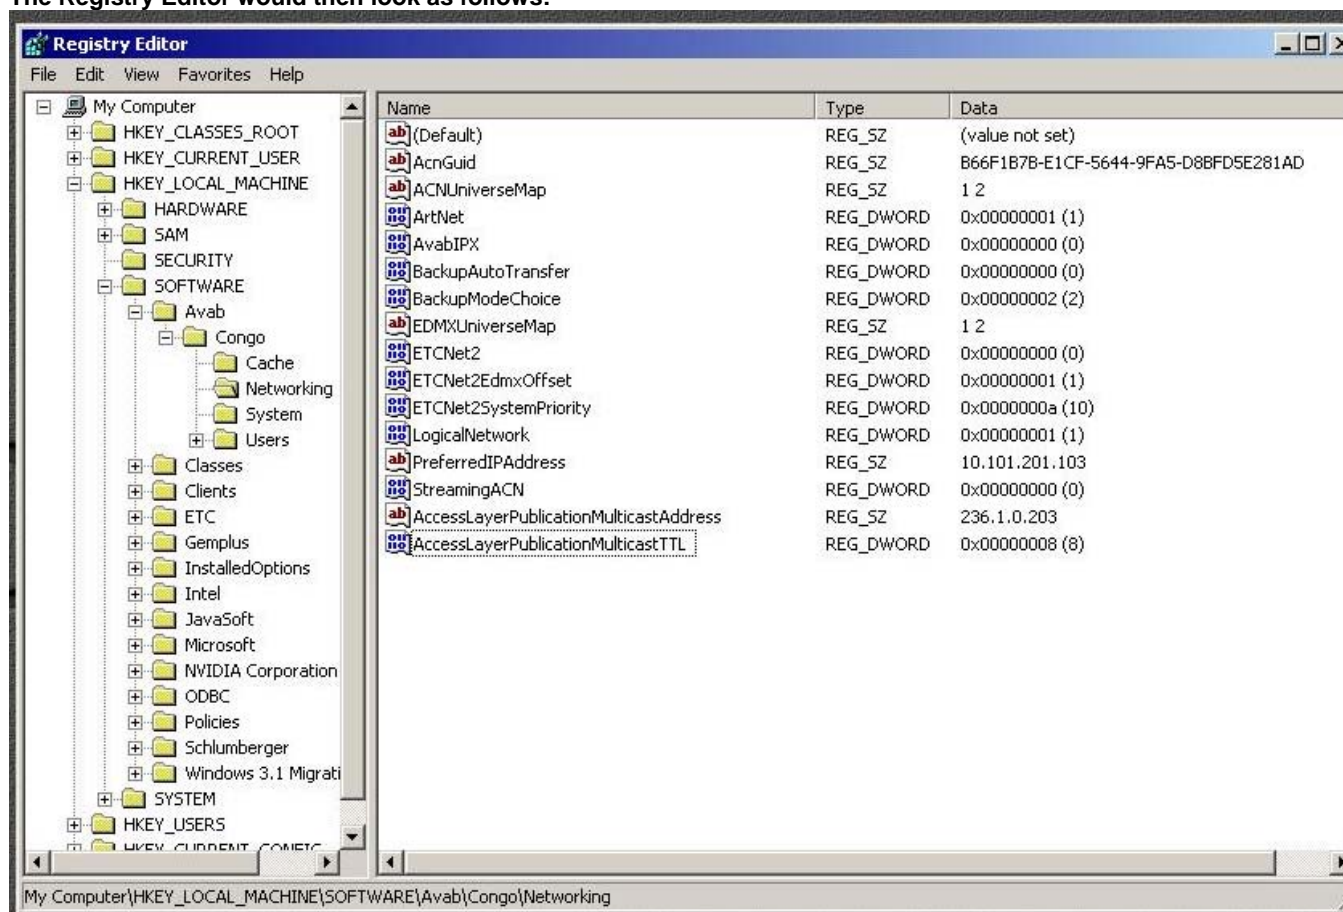 The Registry Editor would then look as follows:
Registry Editor
File Edit View Favorites Help
My Computer
HKEY_CLASSES_ROOT
HKEY_CURRENT_USER
HKEY_LOCAL_MACHINE
HARDWARE
SAM
SECURITY
SOFTWARE
Avab
Congo
Cache
Networking
System
Users
Classes
Clients
ETC
Gemplus
InstalledOptions
Intel
JavaSoft
Microsoft
NVIDIA Corporation
ODBC
Policies
Schlumberger
Windows 3.1 Migrati
SYSTEM
HKEY_USERS
HKEY_CURRENT_CONFIG
Name Type Data
(Default) REG_SZ (value not set)
AcnGuid REG_SZ B66F1B7B-E1CF-5644-9FA5-D8BFD5E281AD
ACNUniverseMap REG_SZ 1 2
ArtNet REG_DWORD 0x00000001 (1)
AvabIPX REG_DWORD 0x00000000 (0)
BackupAutoTransfer REG_DWORD 0x00000000 (0)
BackupModeChoice REG_DWORD 0x00000002 (2)
EDMXUniverseMap REG_SZ 1 2
ETCNet2 REG_DWORD 0x00000000 (0)
ETCNet2EdmxOffset REG_DWORD 0x00000001 (1)
ETCNet2SystemPriority REG_DWORD 0x0000000a (10)
LogicalNetwork REG_DWORD 0x00000001 (1)
PreferredIPAddress REG_SZ 10.101.201.103
StreamingACN REG_DWORD 0x00000000 (0)
AccessLayerPublicationMulticastAddress REG_SZ 236.1.0.203
AccessLayerPublicationMulticastTTL REG_DWORD 0x00000008 (8)
My Computer\HKEY_LOCAL_MACHINE\SOFTWARE\Avab\Congo\Networking